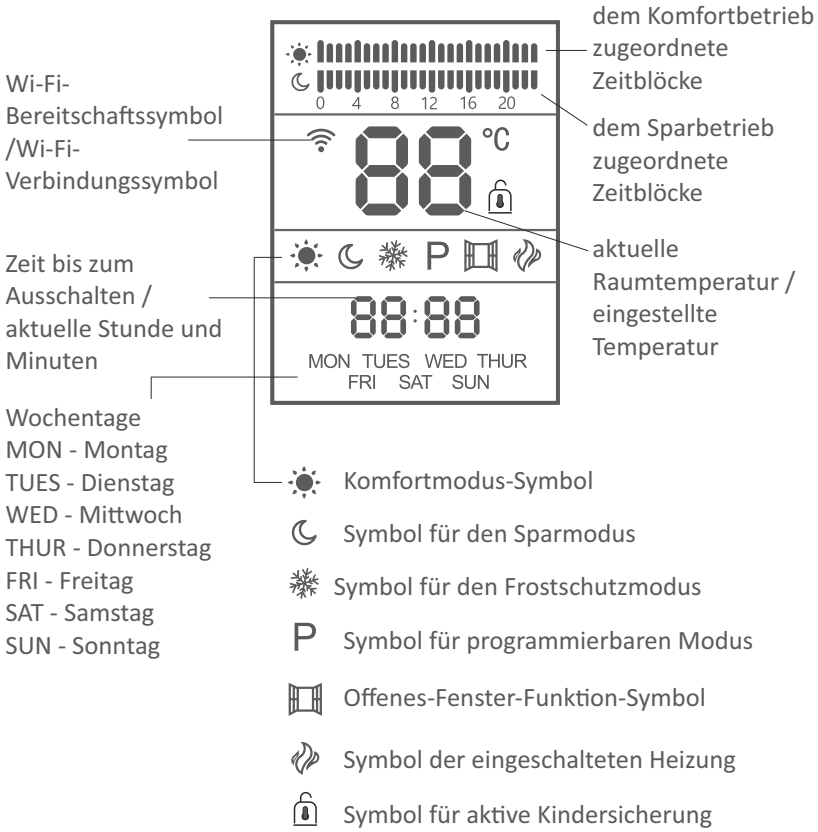 dem Komfortbetrieb
zugeordnete
Zeitblöcke
Wi-Fi-
Bereitschaftssymbol
/Wi-Fi-
Verbindungssymbol
0 4 8 12 16 20
dem Sparbetrieb
zugeordnete
Zeitblöcke
88 °C
aktuelle
Raumtemperatur /
eingestellte
Temperatur
P
Zeit bis zum
Ausschalten /
aktuelle Stunde und
Minuten
88:88
MON TUES WED THUR
FRI SAT SUN
Wochentage
MON - Montag
TUES - Dienstag
WED - Mittwoch
THUR - Donnerstag
FRI - Freitag
SAT - Samstag
SUN - Sonntag
Komfortmodus-Symbol
Symbol für den Sparmodus
Symbol für den Frostschutzmodus
P Symbol für programmierbaren Modus
Offenes-Fenster-Funktion-Symbol
Symbol der eingeschalteten Heizung
Symbol für aktive Kindersicherung